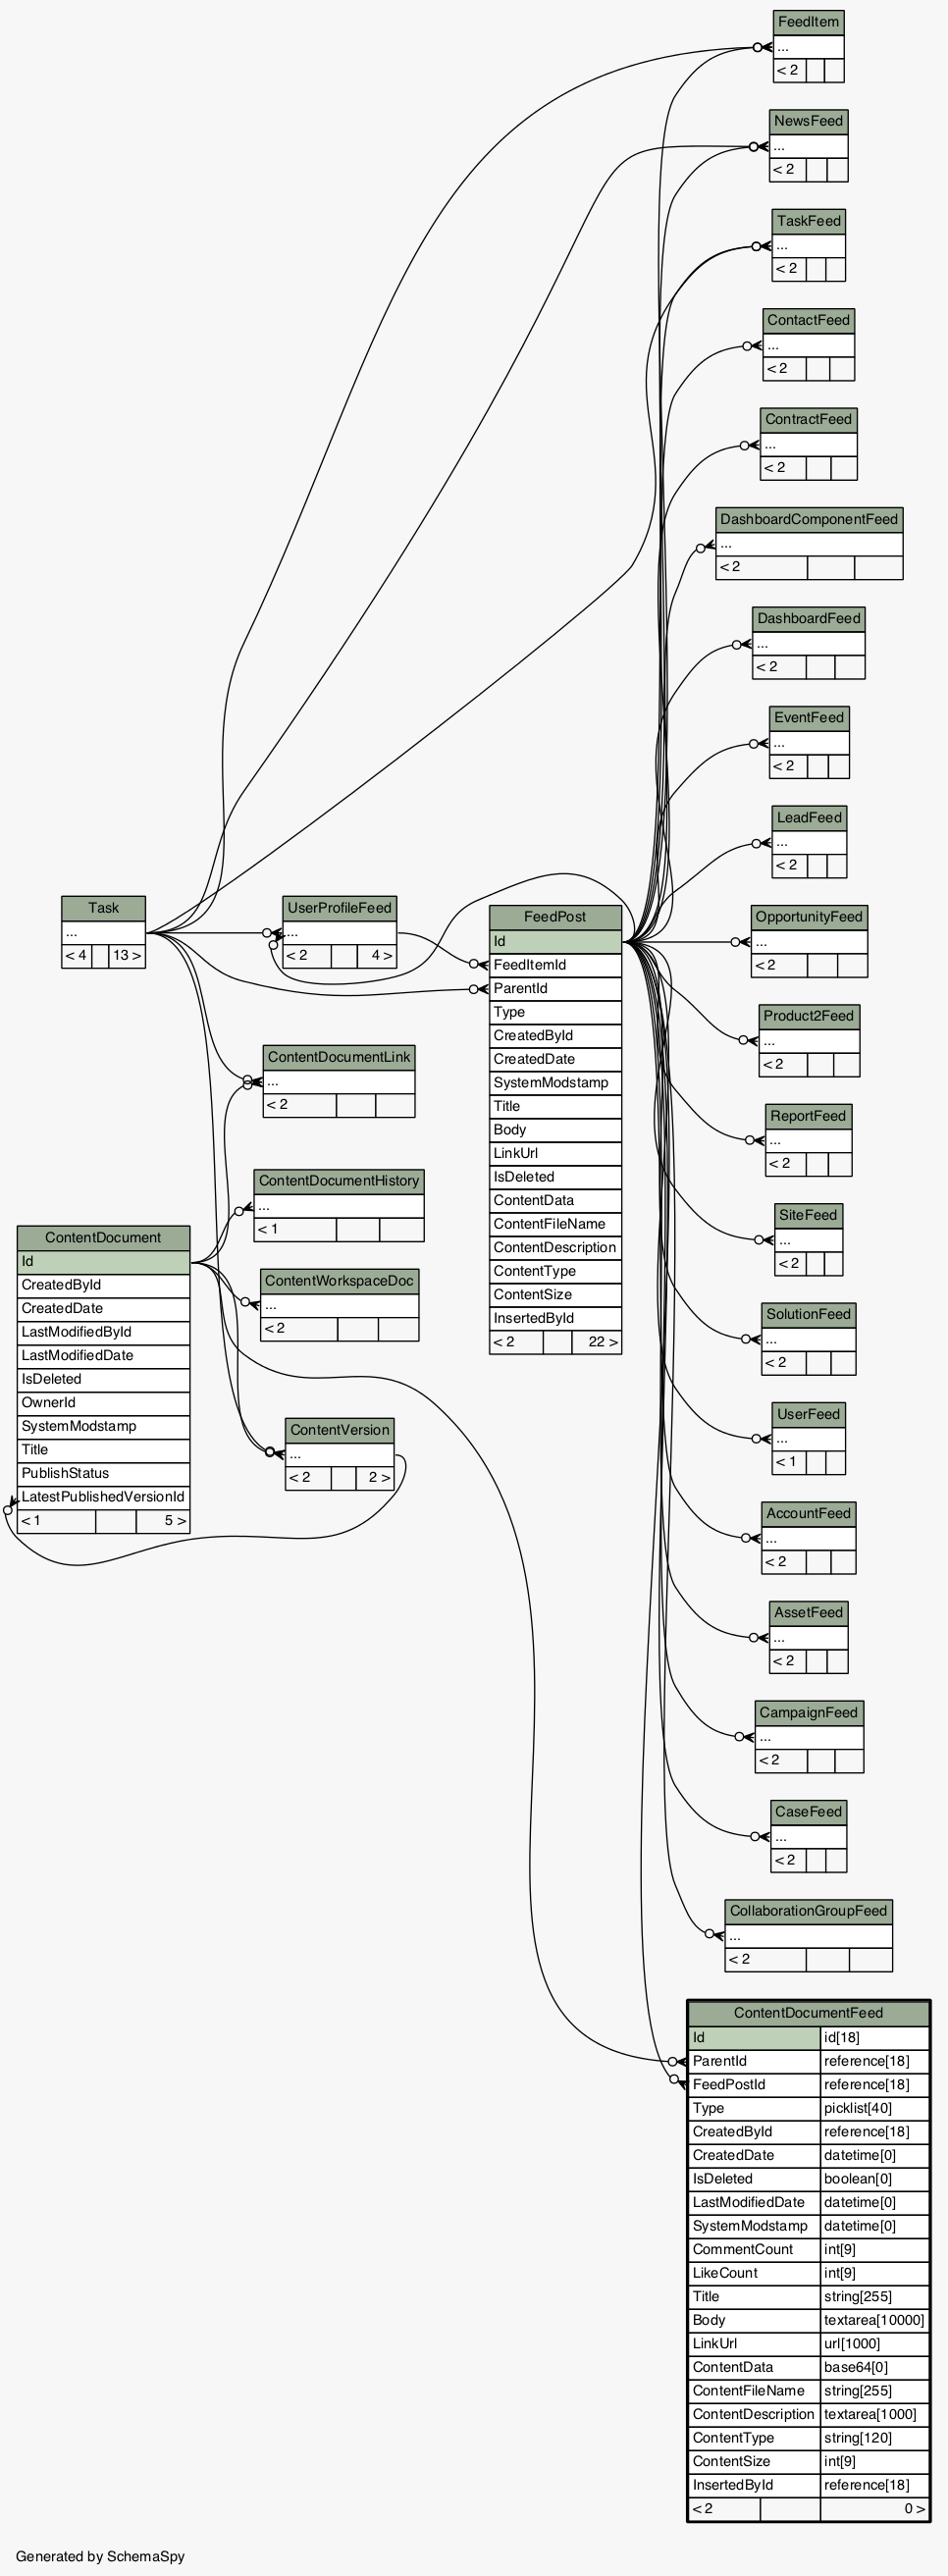 FeedItem
...
< 2
NewsFeed
...
< 2
TaskFeed
...
< 2
ContactFeed
...
< 2
ContractFeed
...
< 2
DashboardComponentFeed
...
< 2
DashboardFeed
...
< 2
EventFeed
...
< 2
LeadFeed
...
< 2
OpportunityFeed
...
< 2
Product2Feed
...
< 2
ReportFeed
...
< 2
SiteFeed
...
< 2
SolutionFeed
...
< 2
UserFeed
...
< 1
AccountFeed
...
< 2
AssetFeed
...
< 2
CampaignFeed
...
< 2
CaseFeed
...
< 2
CollaborationGroupFeed
...
< 2
Task
...
< 4 13 >
UserProfileFeed
...
< 2 4 >
FeedPost
Id
FeedItemId
ParentId
Type
CreatedById
CreatedDate
SystemModstamp
Title
Body
LinkUrl
IsDeleted
ContentData
ContentFileName
ContentDescription
ContentType
ContentSize
InsertedById
< 2 22 >
ContentDocumentLink
...
< 2
ContentDocumentHistory
...
< 1
ContentWorkspaceDoc
...
< 2
ContentVersion
...
< 2 2 >
ContentDocument
Id
CreatedById
CreatedDate
LastModifiedById
LastModifiedDate
IsDeleted
OwnerId
SystemModstamp
Title
PublishStatus
LatestPublishedVersionId
< 1 5 >
ContentDocumentFeed
Id id[18]
ParentId reference[18]
FeedPostId reference[18]
Type picklist[40]
CreatedById reference[18]
CreatedDate datetime[0]
IsDeleted boolean[0]
LastModifiedDate datetime[0]
SystemModstamp datetime[0]
CommentCount int[9]
LikeCount int[9]
Title string[255]
Body textarea[10000]
LinkUrl url[1000]
ContentData base64[0]
ContentFileName string[255]
ContentDescription textarea[1000]
ContentType string[120]
ContentSize int[9]
InsertedById reference[18]
< 2 0 >
Generated by SchemaSpy